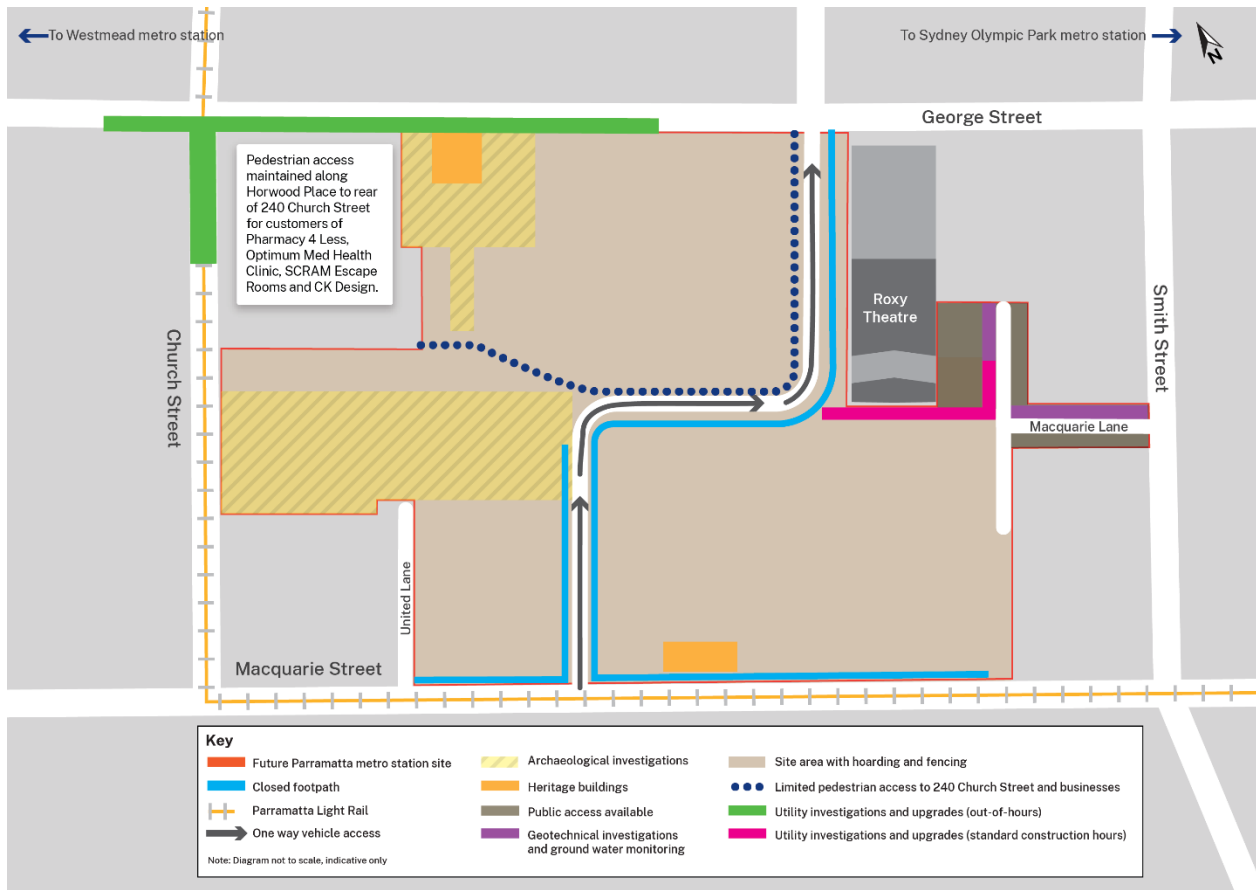 To Westmead metro station
To Sydney Olympic Park metro station
N
George Street
Pedestrian access
maintained along
Horwood Place to rear
of 240 Church Street
for customers of
Pharmacy 4 Less,
Optimum Med Health
Clinic, SCRAM Escape
Rooms and CK Design.
Roxy
Theatre
Church Street
Smith Street
Macquarie Lane
United Lane
Macquarie Street
Key
Future Parramatta metro station site
Closed footpath
Parramatta Light Rail
One way vehicle access
Note: Diagram not to scale, indicative only
Archaeological investigations
Heritage buildings
Public access available
Geotechnical investigations
and ground water monitoring
Site area with hoarding and fencing
Limited pedestrian access to 240 Church Street and businesses
Utility investigations and upgrades (out-of-hours)
Utility investigations and upgrades (standard construction hours)